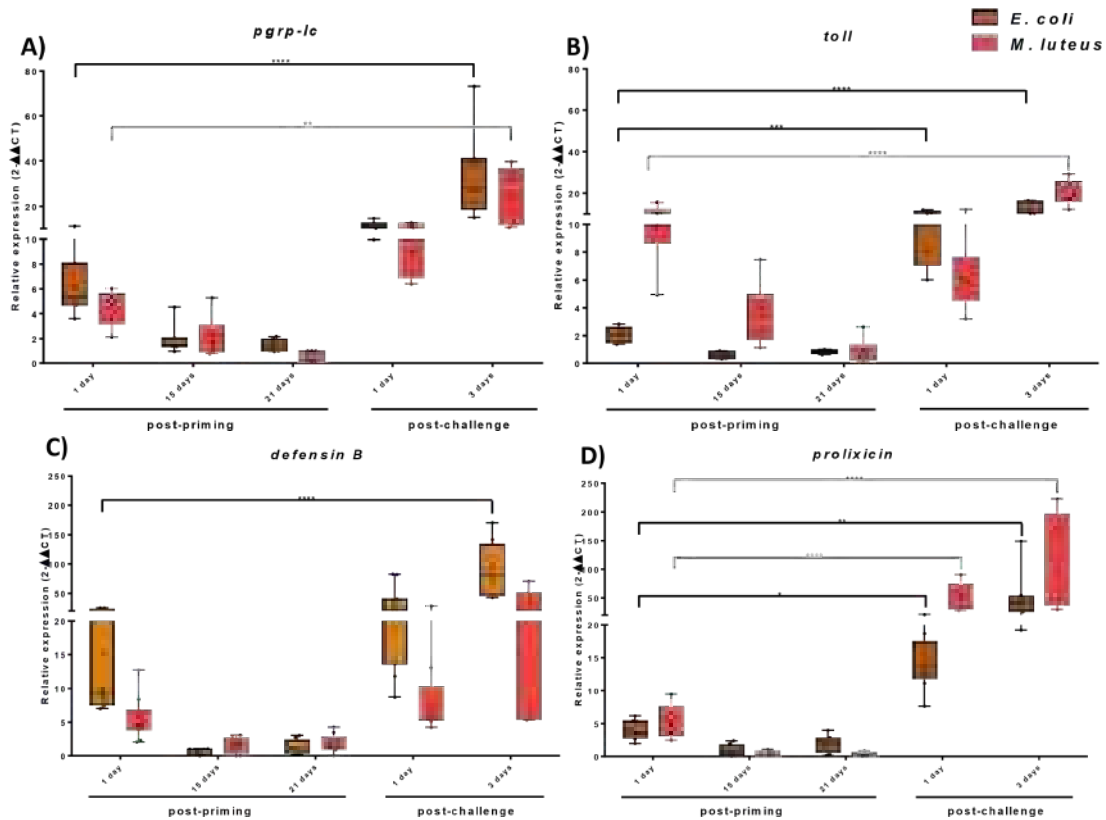 E. coli
M. luteus
A)
pgrp-lc
****
**
Relative expression (2-▲▲CT)
80
60
40
20
10
8
6
4
2
0
1 day
15 days
21 days
1 day
3 days
post-priming
post-challenge
B)
toll
****
***
****
Relative expression (2-▲▲CT)
80
60
40
20
10
8
6
4
2
0
1 day
15 days
21 days
1 day
3 days
post-priming
post-challenge
C)
defensin B
****
Relative expression (2-▲▲CT)
250
200
150
100
50
20
15
10
5
0
1 day
15 days
21 days
1 day
3 days
post-priming
post-challenge
D)
prolixicin
****
**
****
*
Relative expression (2-▲▲CT)
250
200
150
100
50
20
15
10
5
0
1 day
15 days
21 days
1 day
3 days
post-priming
post-challenge